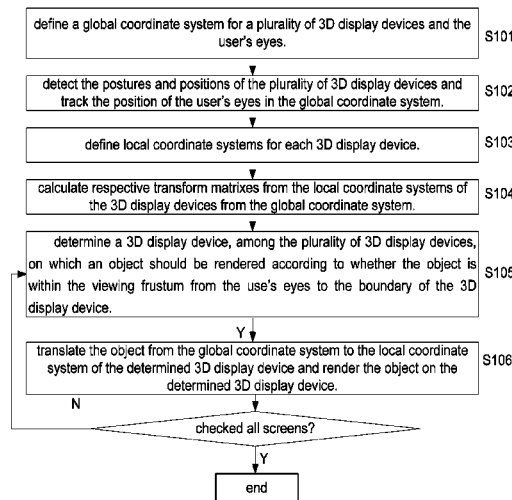 define a global coordinate system for a plurality of 3D display devices and the
user's eyes.
S101
detect the postures and positions of the plurality of 3D display devices and
track the position of the user's eyes in the global coordinate system.
S102
define local coordinate systems for each 3D display device.
S103
calculate respective transform matrixes from the local coordinate systems of
the 3D display devices from the global coordinate system.
S104
determine a 3D display device, among the plurality of 3D display devices,
on which an object should be rendered according to whether the object is
within the viewing frustum from the use's eyes to the boundary of the 3D
display device.
S105
Y
translate the object from the global coordinate system to the local coordinate
system of the determined 3D display device and render the object on the
determined 3D display device.
S106
N
checked all screens?
Y
end